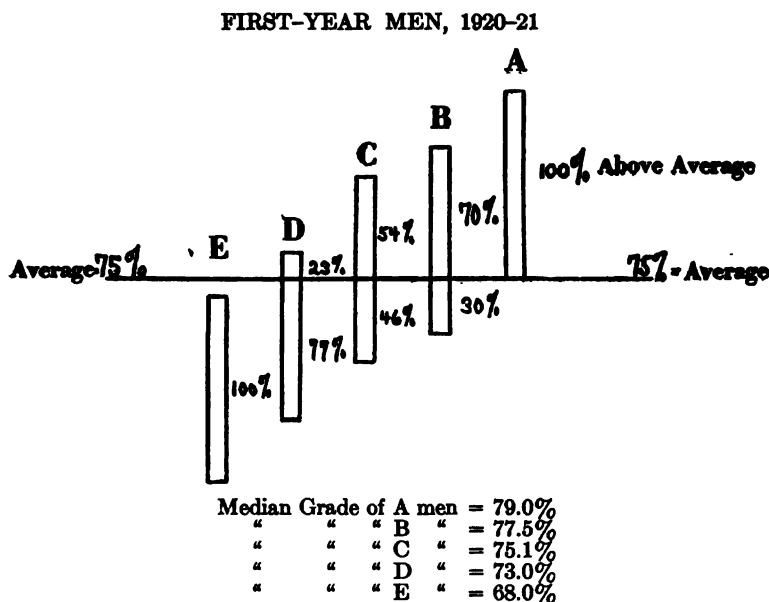 FIRST-YEAR MEN, 1920-21
A
B
C
100% Above Average
70%
D
54%
E
Average-75%
23%
75% = Average
46%
30%
77%
100%
Median Grade of A men = 79.0%
“ “ “ B “ = 77.5%
“ “ “ C “ = 75.1%
“ “ “ D “ = 73.0%
“ “ “ E “ = 68.0%